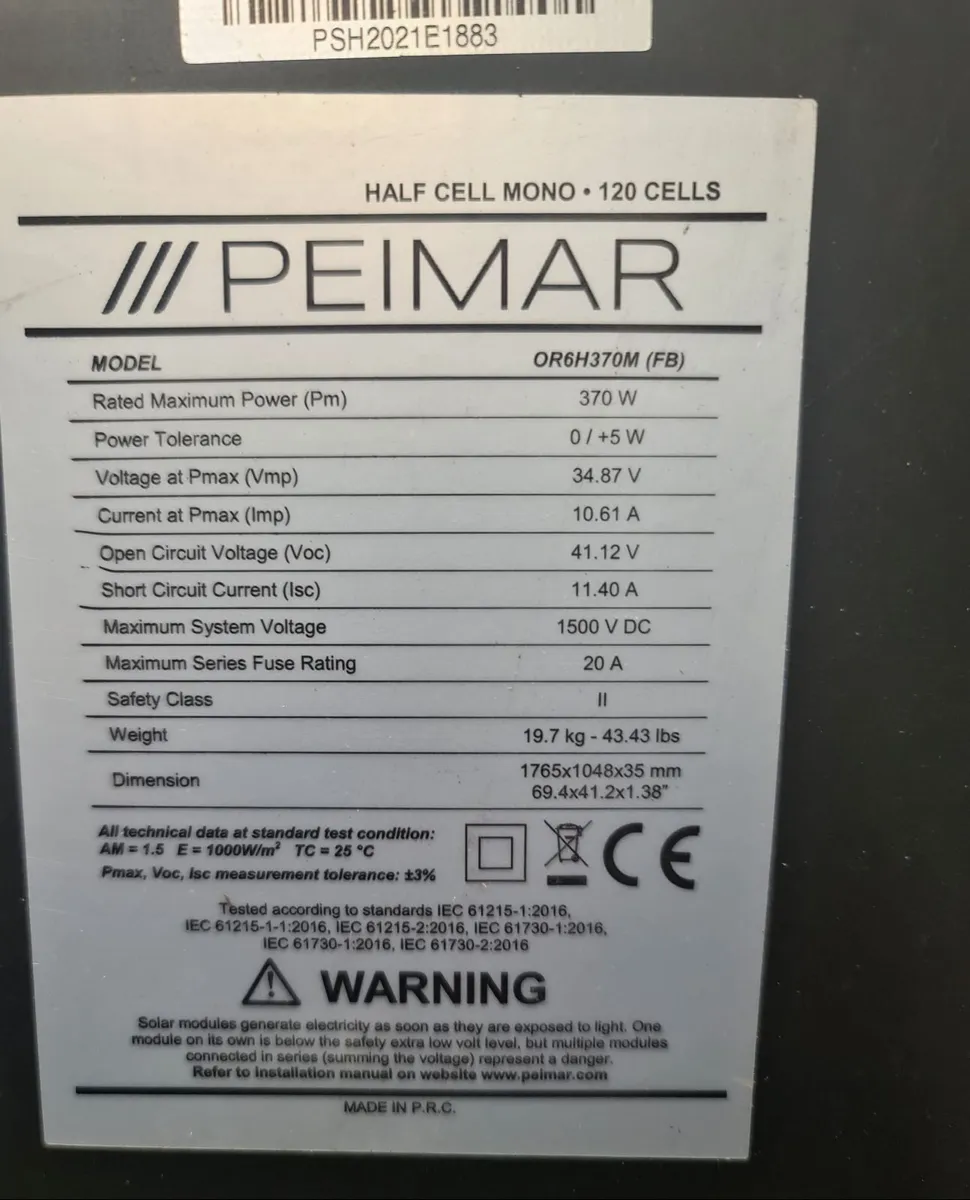 PSH2021E1883
HALF CELL MONO • 120 CELLS
PEIMAR
MODEL OR6H370M (FB)
Rated Maximum Power (Pm) 370 W
Power Tolerance 0 / +5 W
Voltage at Pmax (Vmp) 34.87 V
Current at Pmax (Imp) 10.61 A
Open Circuit Voltage (Voc) 41.12 V
Short Circuit Current (Isc) 11.40 A
Maximum System Voltage 1500 V DC
Maximum Series Fuse Rating 20 A
Safety Class II
Weight 19.7 kg - 43.43 lbs
Dimension 1765x1048x35 mm
69.4x41.2x1.38"
All technical data at standard test condition:
AM = 1.5 E = 1000W/m² TC = 25 °C
Pmax, Voc, Isc measurement tolerance: ±3%
CE
Tested according to standards IEC 61215-1:2016,
IEC 61215-1-1:2016, IEC 61215-2:2016, IEC 61730-1:2016,
IEC 61730-1:2016, IEC 61730-2:2016
WARNING
Solar modules generate electricity as soon as they are exposed to light. One
module on its own is below the safety extra low volt level, but multiple modules
connected in series (summing the voltage) represent a danger.
Refer to installation manual on website www.peimar.com
MADE IN P.R.C.